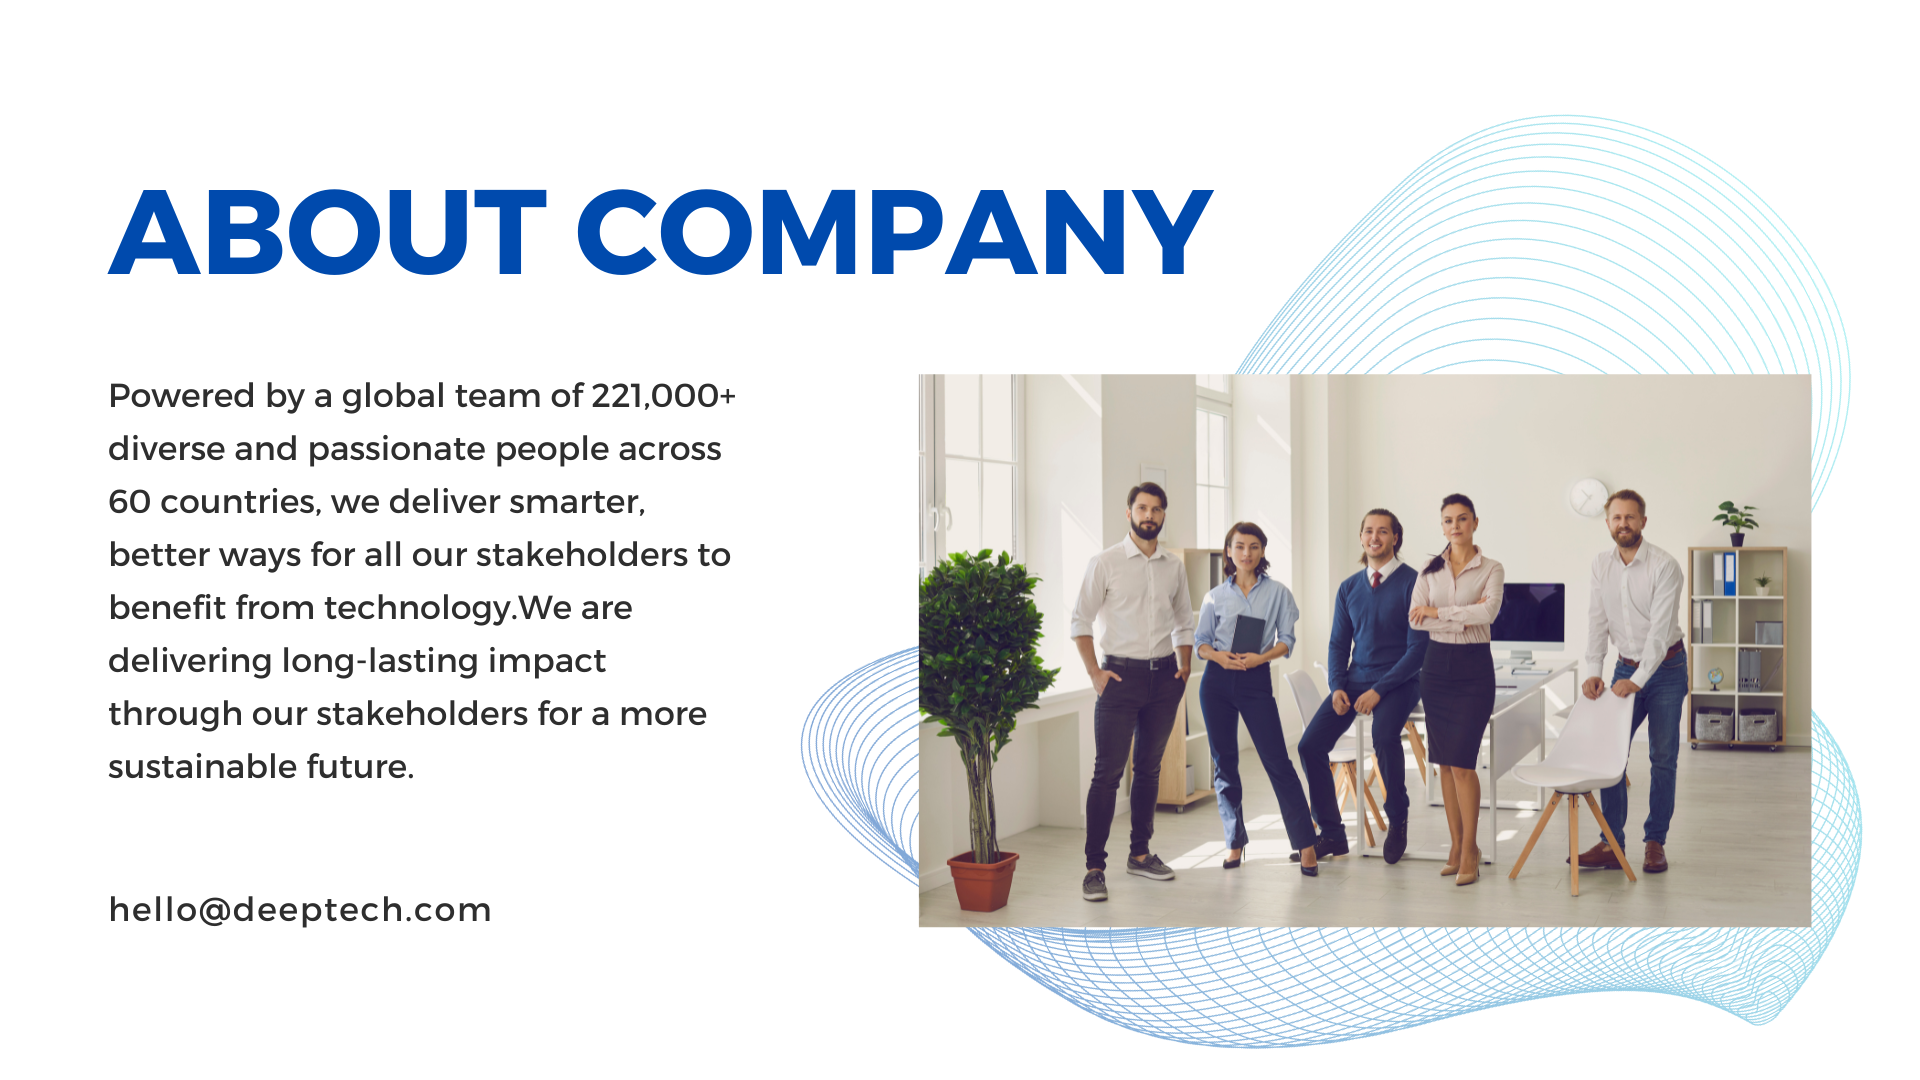 ABOUT COMPANY
Powered by a global team of 221,000+
diverse and passionate people across
60 countries, we deliver smarter,
better ways for all our stakeholders to
benefit from technology.We are
delivering long-lasting impact
through our stakeholders for a more
sustainable future.
hello@deeptech.com